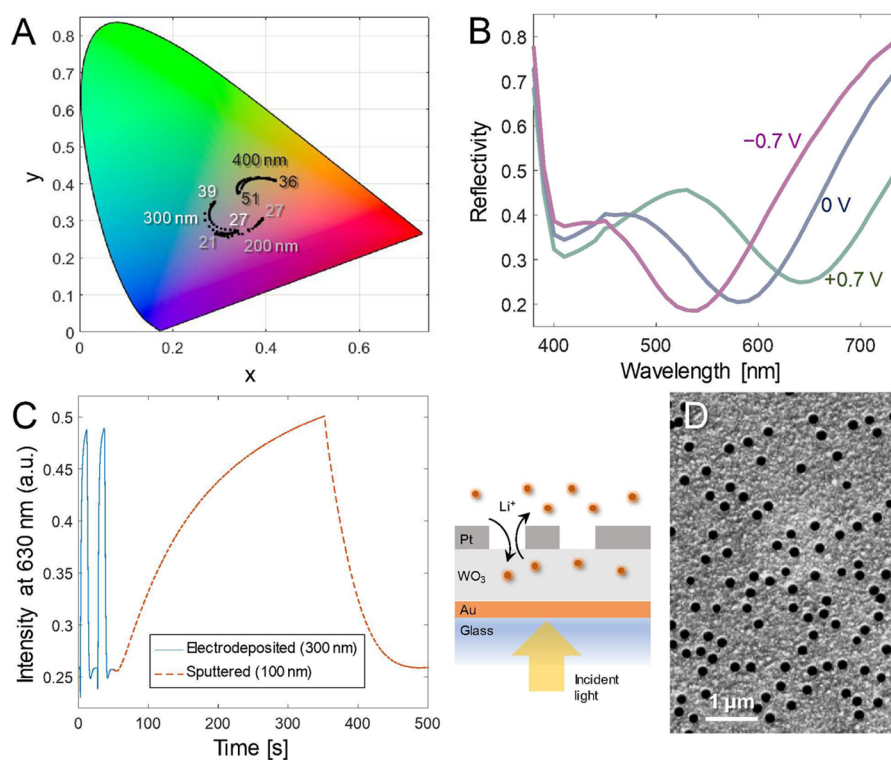 A
0.8
0.7
0.6
0.5
0.4
0.3
0.2
0.1
0
y
0
0.2
0.4
0.6
x
400 nm
39
36
51
300 nm
27
27
21
200 nm
B
0.8
0.7
0.6
0.5
0.4
0.3
0.2
Reflectivity
400
500
600
700
Wavelength [nm]
−0.7 V
0 V
+0.7 V
C
0.5
0.45
0.4
0.35
0.3
0.25
Intensity at 630 nm (a.u.)
0
100
200
300
400
500
Time [s]
Electrodeposited (300 nm)
Sputtered (100 nm)
Li⁺
Pt
WO₃
Au
Glass
Incident
light
D
1 µm